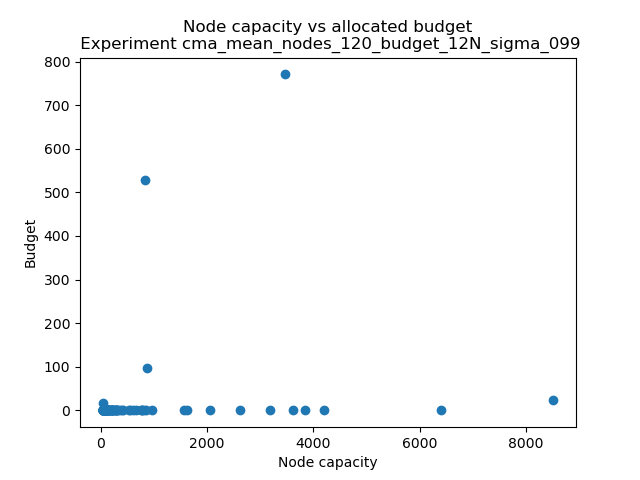 Node capacity vs allocated budget
Experiment cma_mean_nodes_120_budget_12N_sigma_099
800
700
600
500
400
300
200
100
0
Budget
0 2000 4000 6000 8000
Node capacity